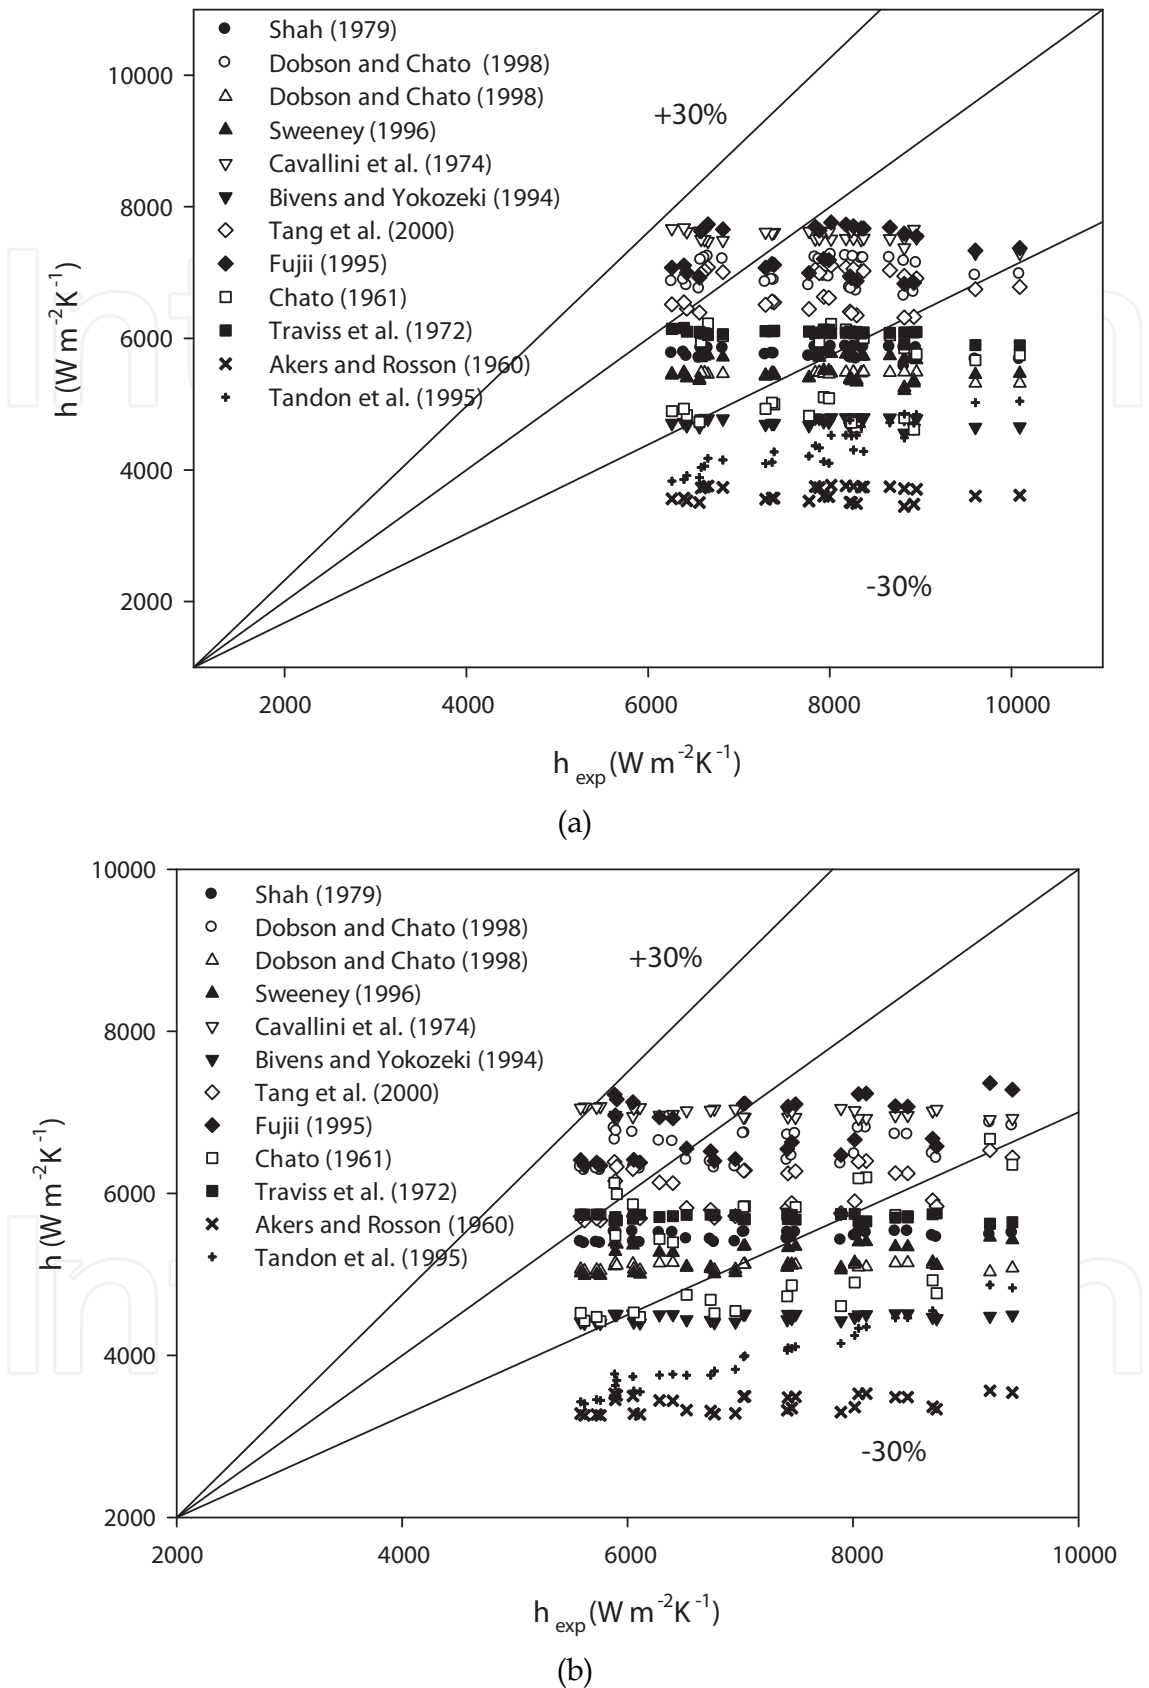 Shah (1979)
Dobson and Chato (1998)
Dobson and Chato (1998)
Sweeney (1996)
Cavallini et al. (1974)
Bivens and Yokozeki (1994)
Tang et al. (2000)
Fujii (1995)
Chato (1961)
Traviss et al. (1972)
Akers and Rosson (1960)
Tandon et al. (1995)
+30%
-30%
10000
8000
6000
4000
2000
h (W m⁻²K⁻¹)
2000 4000 6000 8000 10000
h exp (W m⁻²K⁻¹)
(a)
Shah (1979)
Dobson and Chato (1998)
Dobson and Chato (1998)
Sweeney (1996)
Cavallini et al. (1974)
Bivens and Yokozeki (1994)
Tang et al. (2000)
Fujii (1995)
Chato (1961)
Traviss et al. (1972)
Akers and Rosson (1960)
Tandon et al. (1995)
+30%
-30%
10000
8000
6000
4000
2000
h (W m⁻²K⁻¹)
2000 4000 6000 8000 10000
h exp (W m⁻²K⁻¹)
(b)